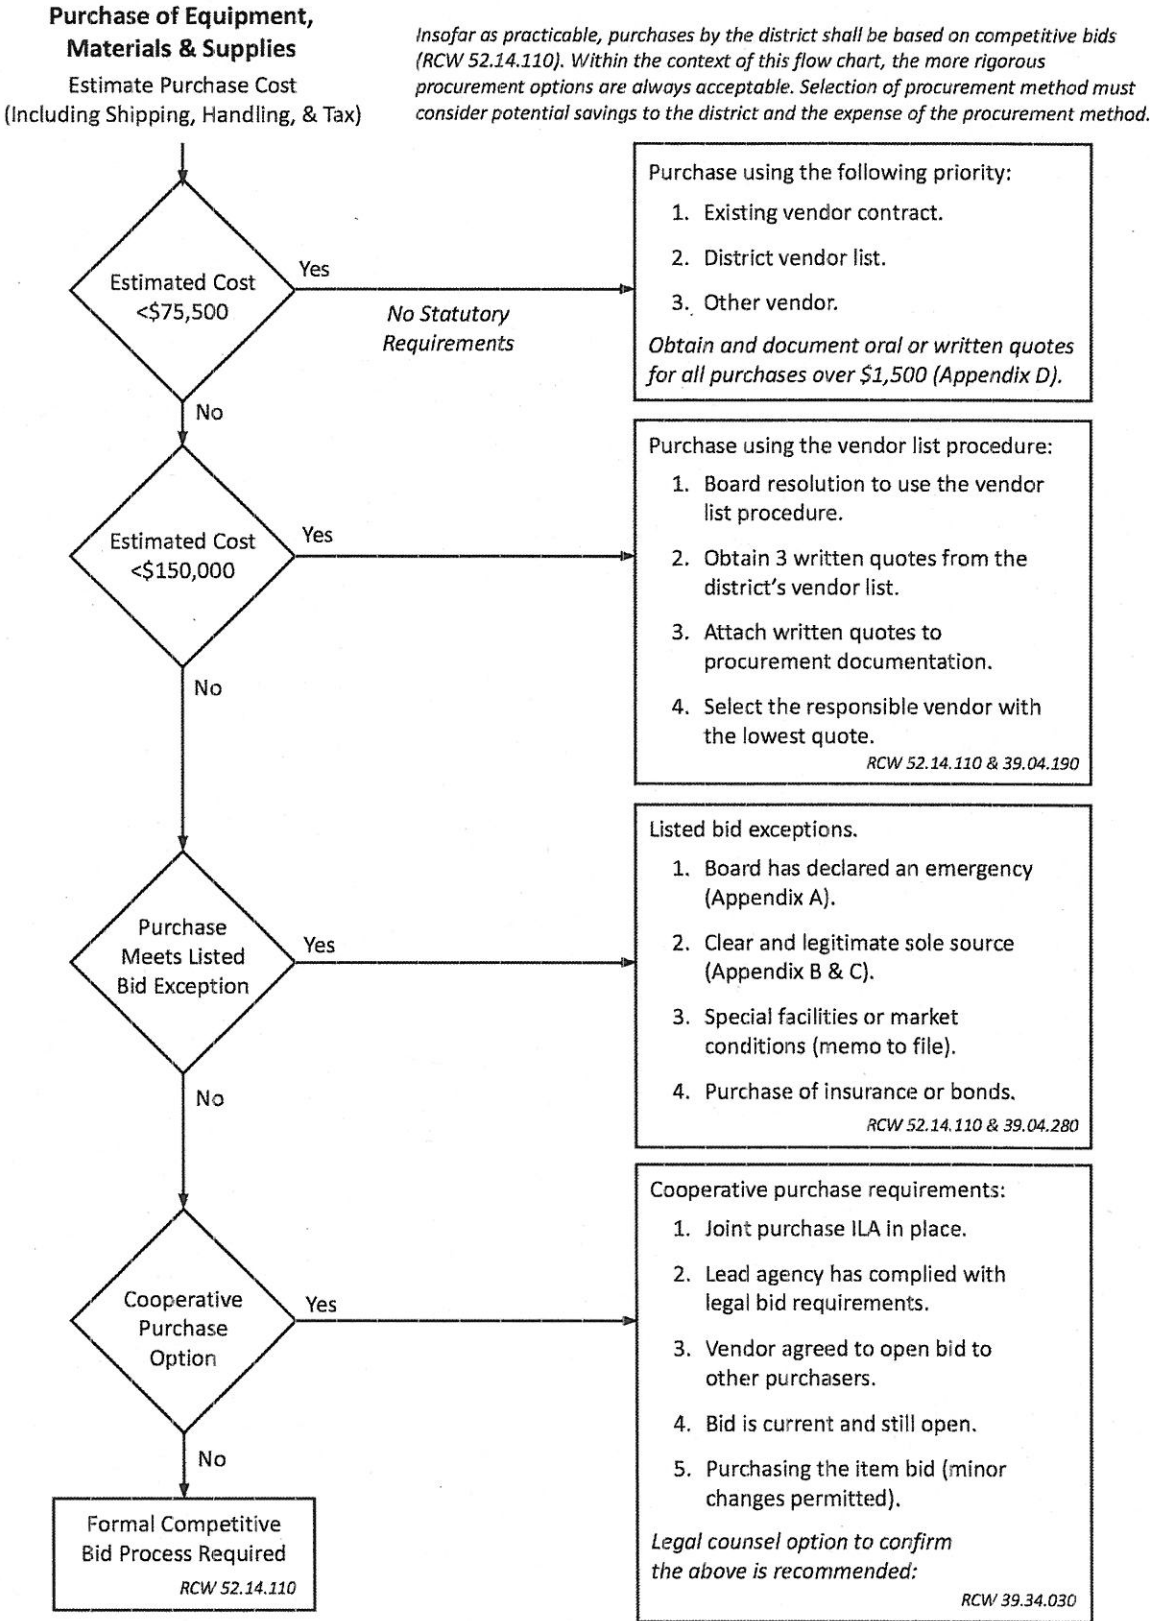 Purchase of Equipment,
Materials & Supplies
Estimate Purchase Cost
(Including Shipping, Handling, & Tax)
Insofar as practicable, purchases by the district shall be based on competitive bids
(RCW 52.14.110). Within the context of this flow chart, the more rigorous
procurement options are always acceptable. Selection of procurement method must
consider potential savings to the district and the expense of the procurement method.
Estimated Cost
<$75,500
Yes
No Statutory
Requirements
Purchase using the following priority:
1. Existing vendor contract.
2. District vendor list.
3. Other vendor.
Obtain and document oral or written quotes
for all purchases over $1,500 (Appendix D).
No
Estimated Cost
<$150,000
Yes
Purchase using the vendor list procedure:
1. Board resolution to use the vendor
list procedure.
2. Obtain 3 written quotes from the
district's vendor list.
3. Attach written quotes to
procurement documentation.
4. Select the responsible vendor with
the lowest quote.
RCW 52.14.110 & 39.04.190
No
Purchase
Meets Listed
Bid Exception
Yes
Listed bid exceptions.
1. Board has declared an emergency
(Appendix A).
2. Clear and legitimate sole source
(Appendix B & C).
3. Special facilities or market
conditions (memo to file).
4. Purchase of insurance or bonds.
RCW 52.14.110 & 39.04.280
No
Cooperative
Purchase
Option
Yes
Cooperative purchase requirements:
1. Joint purchase ILA in place.
2. Lead agency has complied with
legal bid requirements.
3. Vendor agreed to open bid to
other purchasers.
4. Bid is current and still open.
5. Purchasing the item bid (minor
changes permitted).
Legal counsel option to confirm
the above is recommended:
RCW 39.34.030
No
Formal Competitive
Bid Process Required
RCW 52.14.110